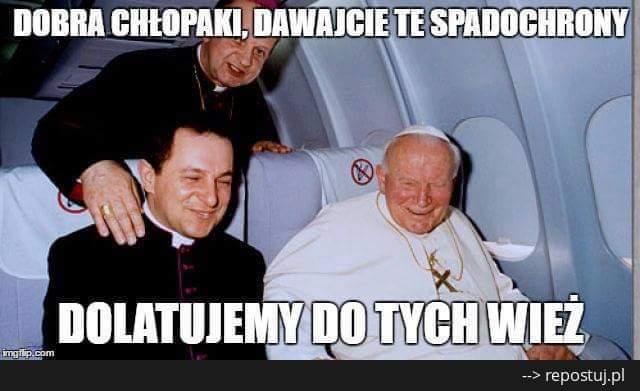 DOBRA CHŁOPAKI, DAWAJCIE TE SPADOCHRONY
DOLATUJEMY DO TYCH WIEŻ
imgflip.com
--> repostuj.pl